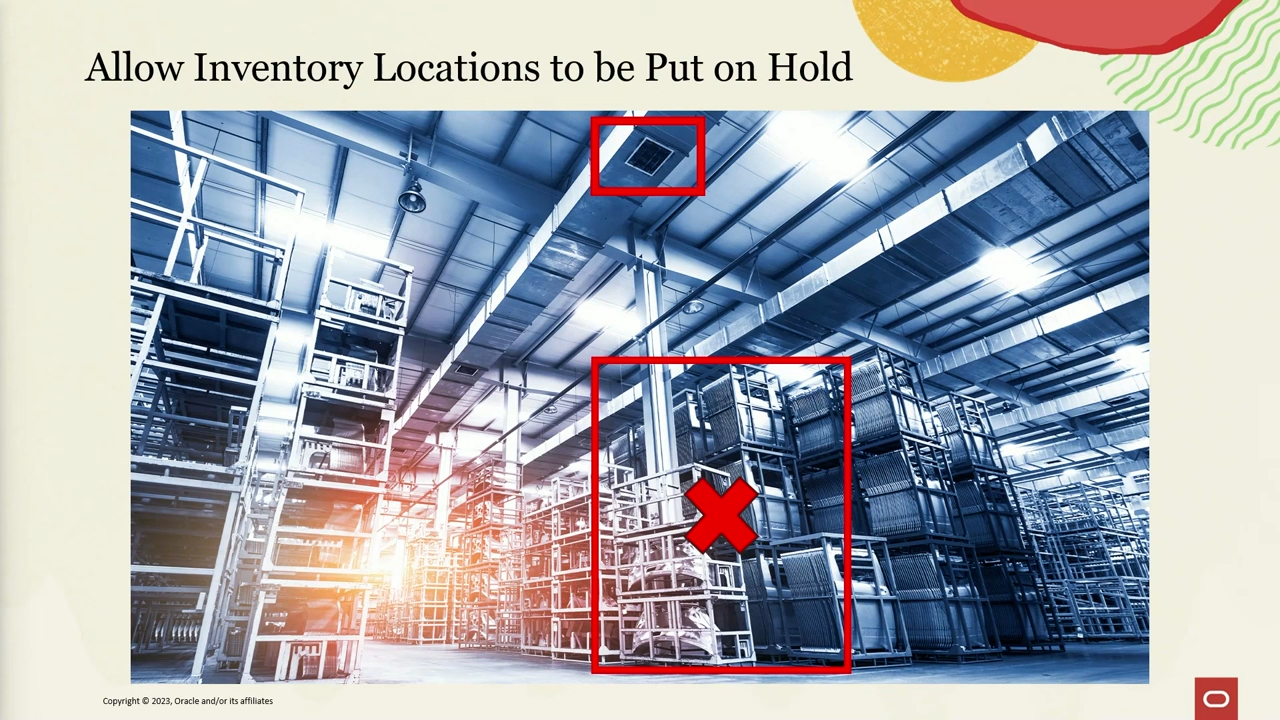 Allow Inventory Locations to be Put on Hold
Copyright © 2023, Oracle and/or its affiliates